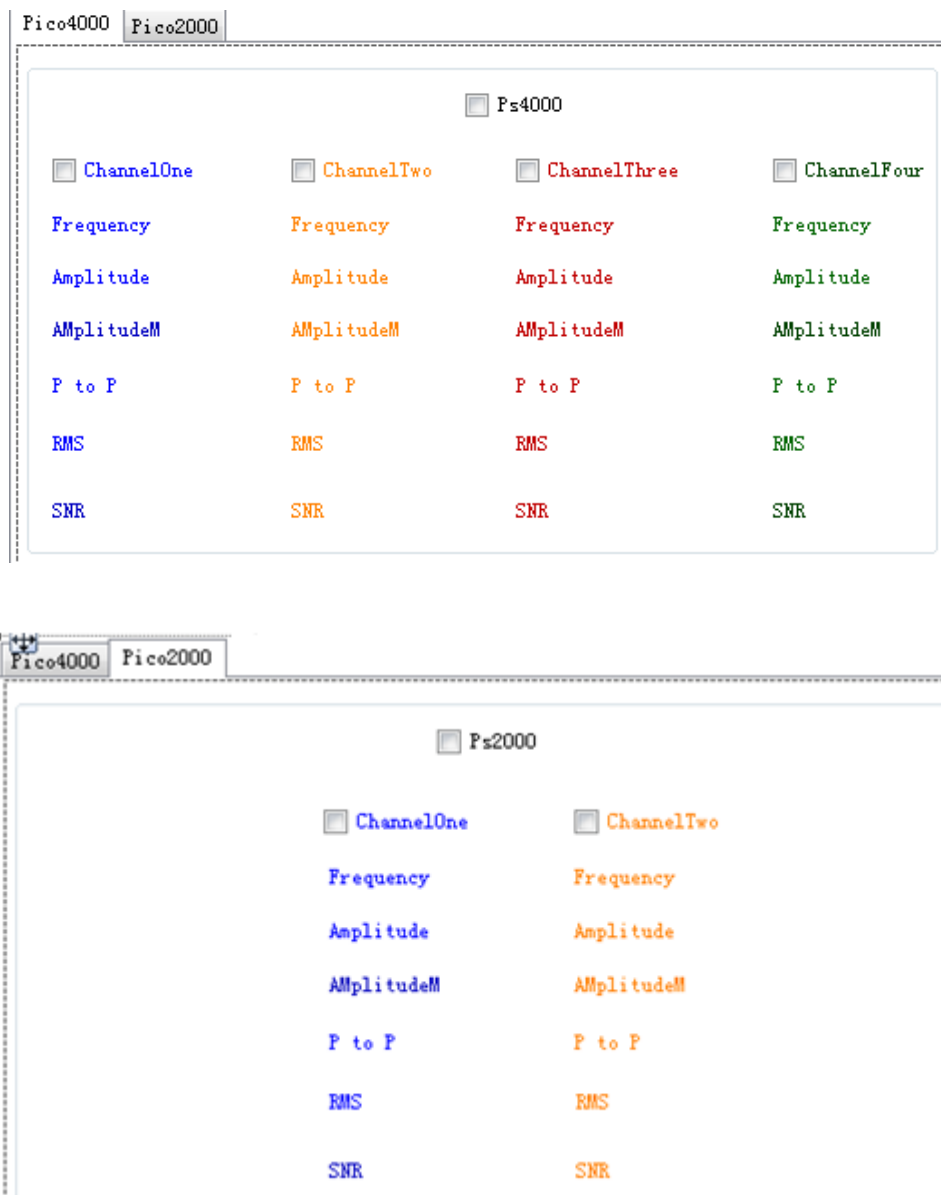 Pico4000 Pico2000
Ps4000
ChannelOne ChannelTwo ChannelThree ChannelFour
Frequency Frequency Frequency Frequency
Amplitude Amplitude Amplitude Amplitude
AMplitudeM AMplitudeM AMplitudeM AMplitudeM
P to P P to P P to P P to P
RMS RMS RMS RMS
SNR SNR SNR SNR
Pico4000 Pico2000
Ps2000
ChannelOne ChannelTwo
Frequency Frequency
Amplitude Amplitude
AMplitudeM AMplitudeM
P to P P to P
RMS RMS
SNR SNR